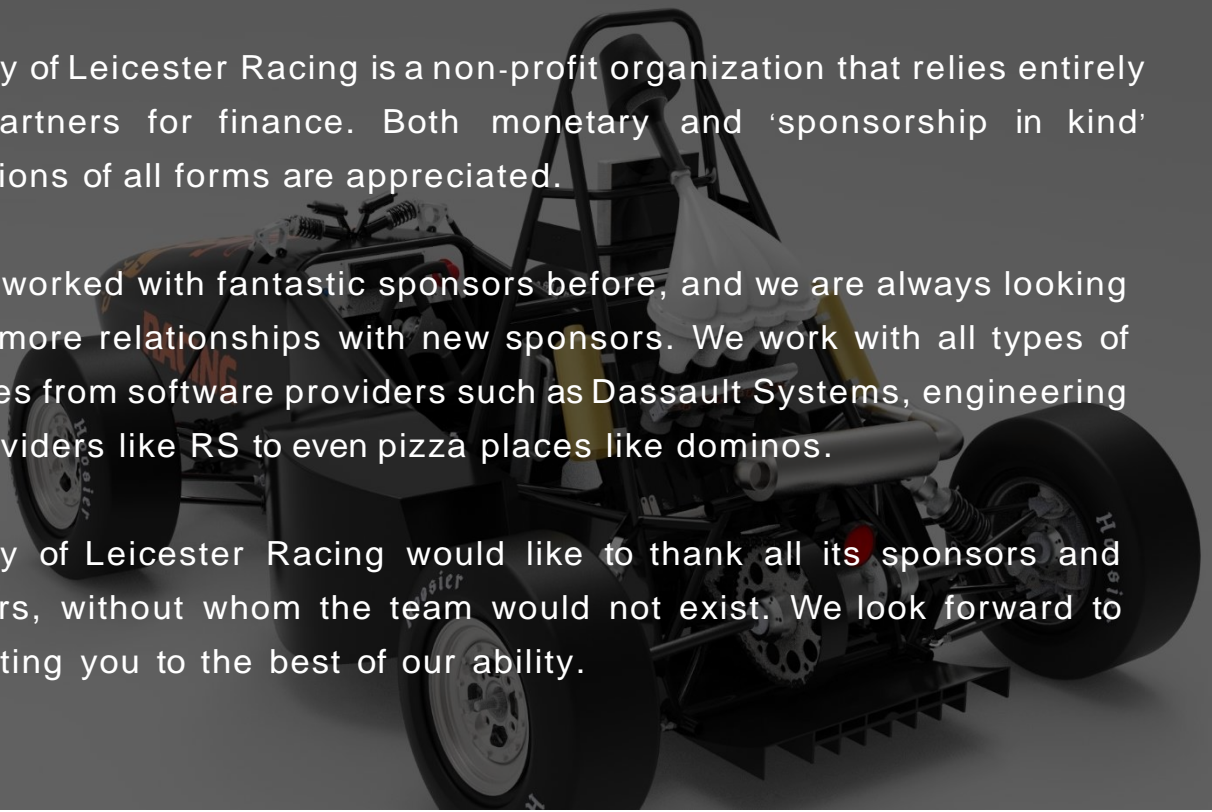 y of Leicester Racing is a non-profit organization that relies entirely
artners for finance. Both monetary and ‘sponsorship in kind’
ions of all forms are appreciated.
worked with fantastic sponsors before, and we are always looking
more relationships with new sponsors. We work with all types of
es from software providers such as Dassault Systems, engineering
viders like RS to even pizza places like dominos.
y of Leicester Racing would like to thank all its sponsors and
rs, without whom the team would not exist. We look forward to
ting you to the best of our ability.
RACING
Hoosier
Hoosier